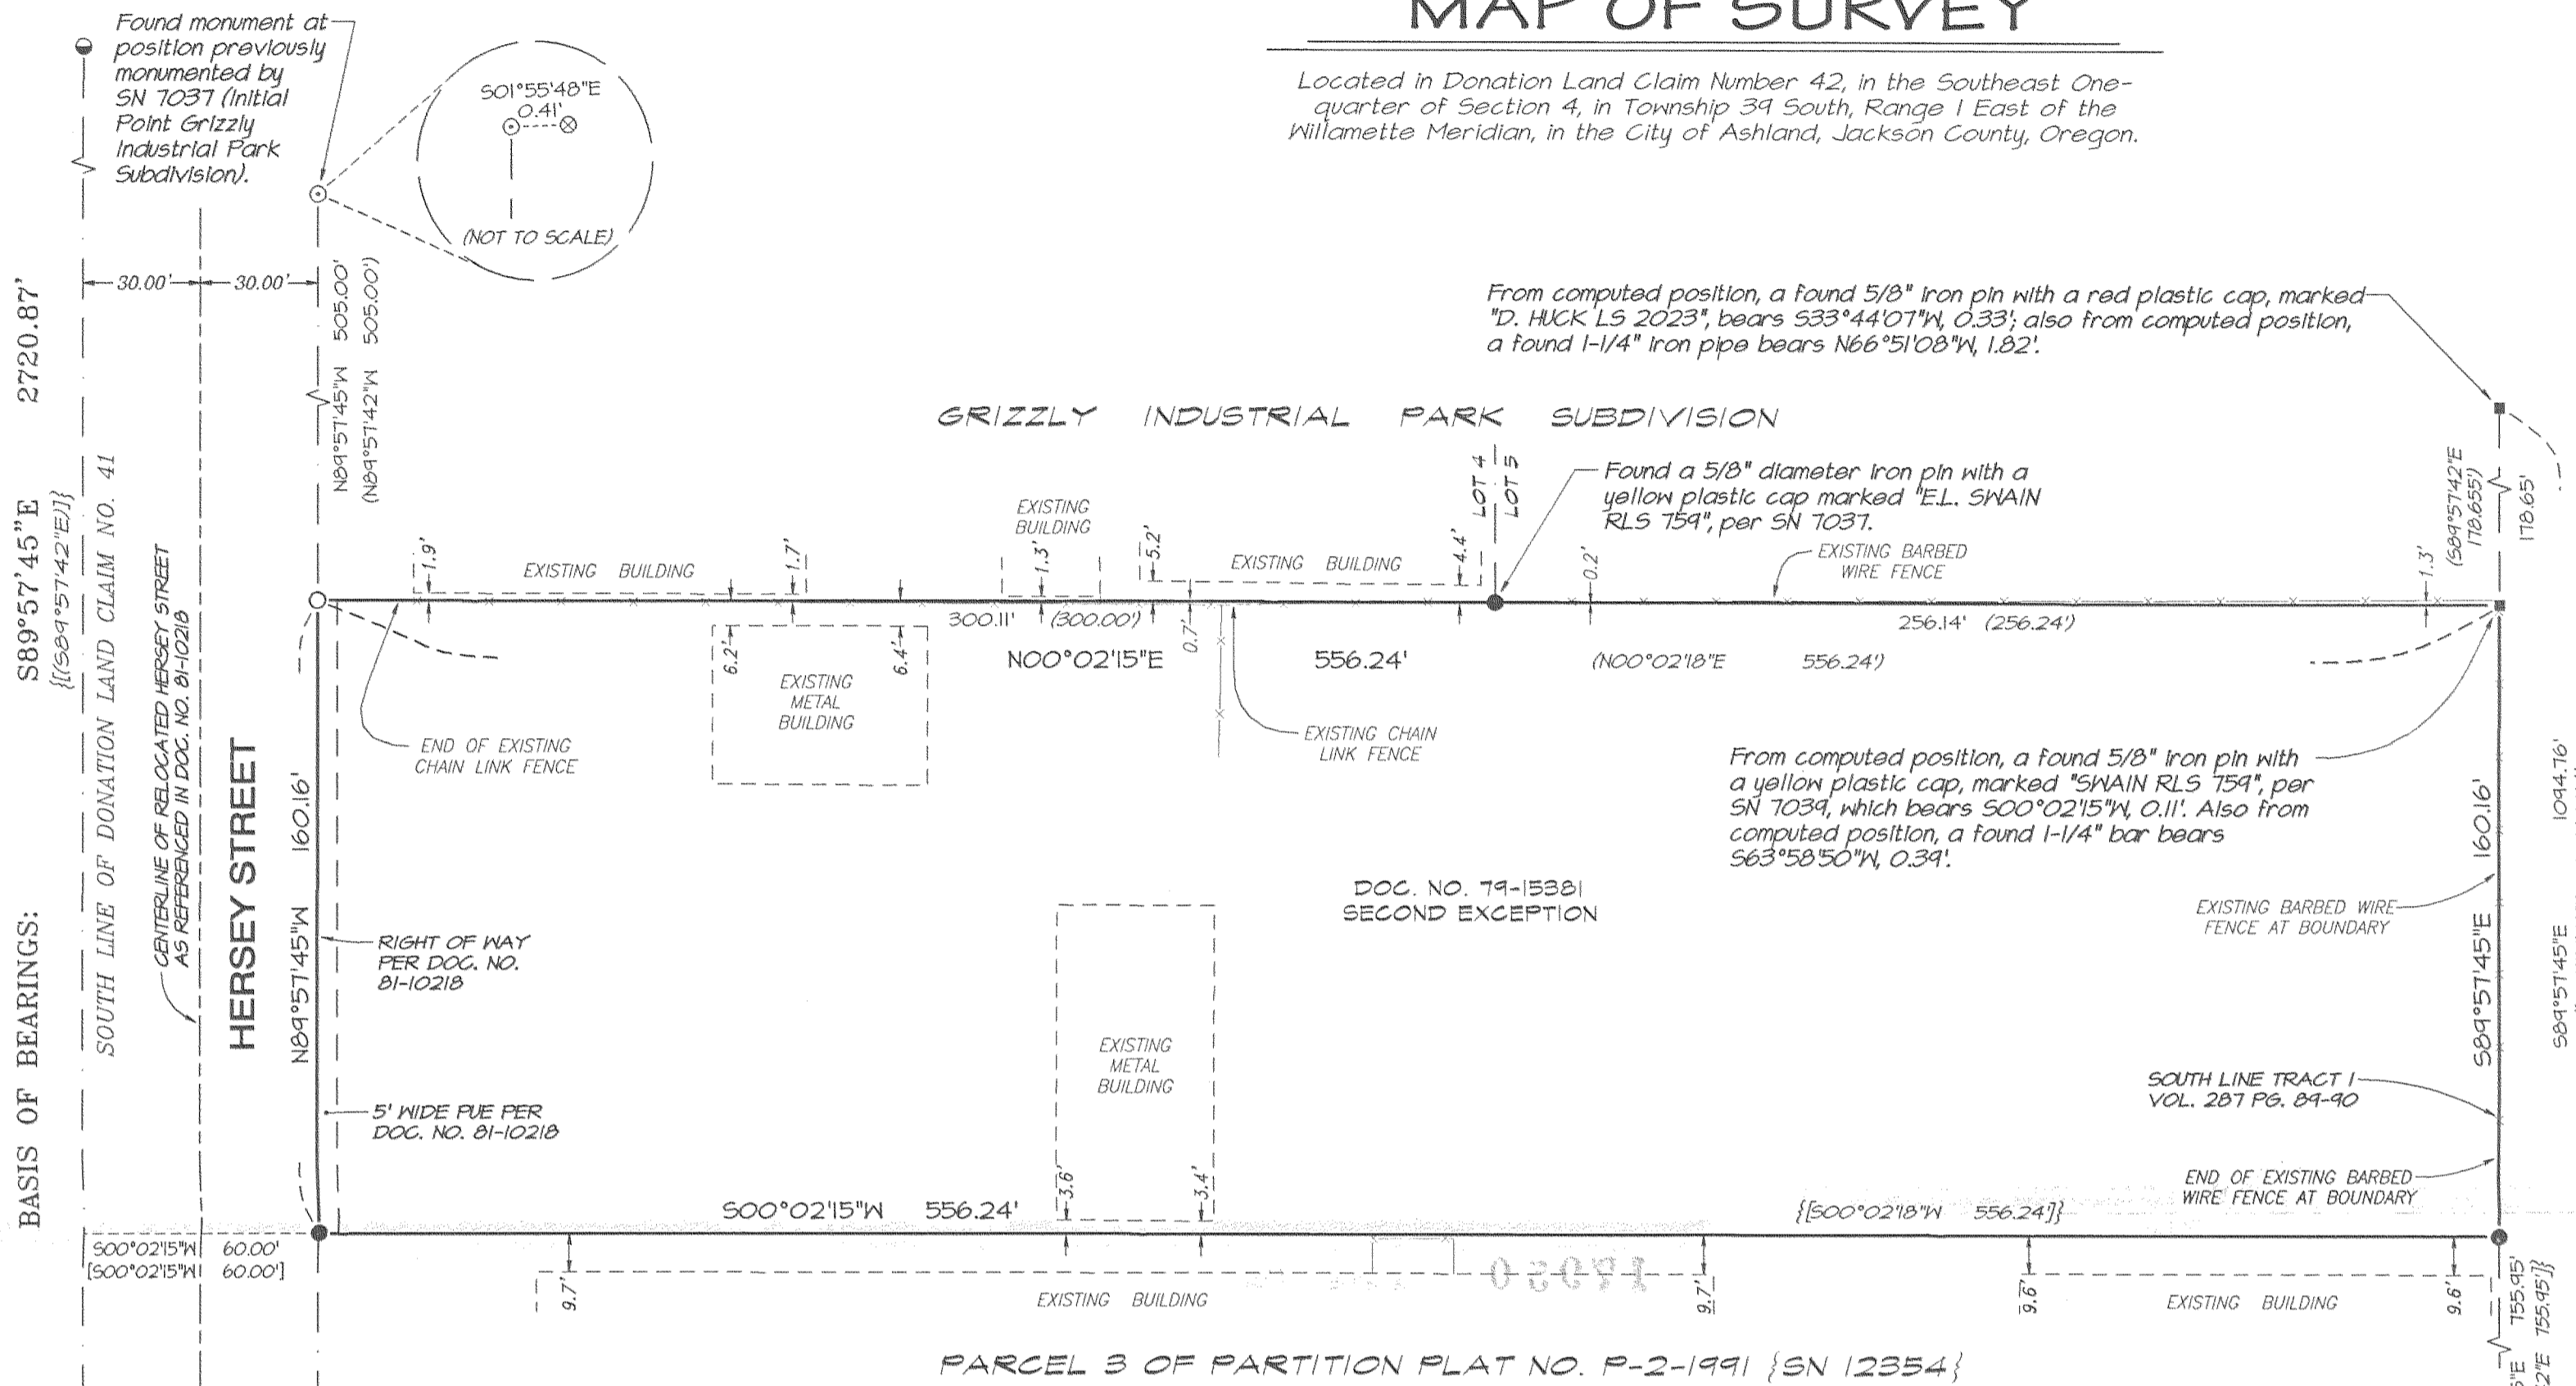 MAP OF SURVEY
Located in Donation Land Claim Number 42, in the Southeast One-
quarter of Section 4, in Township 39 South, Range 1 East of the
Willamette Meridian, in the City of Ashland, Jackson County, Oregon.
Found monument at
position previously
monumented by
SN 7037 (Initial
Point Grizzly
Industrial Park
Subdivision).
S01°55'48"E
0.41'
(NOT TO SCALE)
30.00'
30.00'
N89°57'45"W 505.00'
(N89°57'42"W 505.00')
BASIS OF BEARINGS: S89°57'45"E 2720.87'
{[(S89°57'42"E)]}
SOUTH LINE OF DONATION LAND CLAIM NO. 41
CENTERLINE OF RELOCATED HERSEY STREET
AS REFERENCED IN DOC. NO. 81-10218
HERSEY STREET
N89°57'45"W 160.16'
From computed position, a found 5/8" iron pin with a red plastic cap, marked
"D. HUCK LS 2023", bears S33°44'07"W, 0.33'; also from computed position,
a found 1-1/4" iron pipe bears N66°51'08"W, 1.82'.
GRIZZLY INDUSTRIAL PARK SUBDIVISION
LOT 4
LOT 5
Found a 5/8" diameter iron pin with a
yellow plastic cap marked "E.L. SWAIN
RLS 759", per SN 7037.
(S89°57'42"E
178.655')
178.65'
EXISTING
BUILDING
1.9'
EXISTING BUILDING
1.7'
1.3'
5.2'
EXISTING BUILDING
4.4'
0.2'
EXISTING BARBED
WIRE FENCE
1.3'
300.11' (300.00')
0.7'
256.14' (256.24')
N00°02'15"E 556.24'
(N00°02'18"E 556.24')
6.2'
6.4'
EXISTING
METAL
BUILDING
END OF EXISTING
CHAIN LINK FENCE
EXISTING CHAIN
LINK FENCE
From computed position, a found 5/8" iron pin with
a yellow plastic cap, marked "SWAIN RLS 759", per
SN 7039, which bears S00°02'15"W, 0.11'. Also from
computed position, a found 1-1/4" bar bears
S63°58'50"W, 0.39'.
DOC. NO. 79-15381
SECOND EXCEPTION
EXISTING BARBED WIRE
FENCE AT BOUNDARY
S89°57'45"E 160.16'
S89°57'45"E 1094.76'
RIGHT OF WAY
PER DOC. NO.
81-10218
EXISTING
METAL
BUILDING
SOUTH LINE TRACT 1
VOL. 287 PG. 89-90
5' WIDE PUE PER
DOC. NO. 81-10218
3.6'
3.4'
END OF EXISTING BARBED
WIRE FENCE AT BOUNDARY
S00°02'15"W 556.24'
{[S00°02'18"W 556.24']}
S00°02'15"W 60.00'
[S00°02'15"W 60.00']
9.7'
EXISTING BUILDING
9.7'
9.6'
EXISTING BUILDING
9.6'
755.95'
755.95']}
PARCEL 3 OF PARTITION PLAT NO. P-2-1991 {SN 12354}